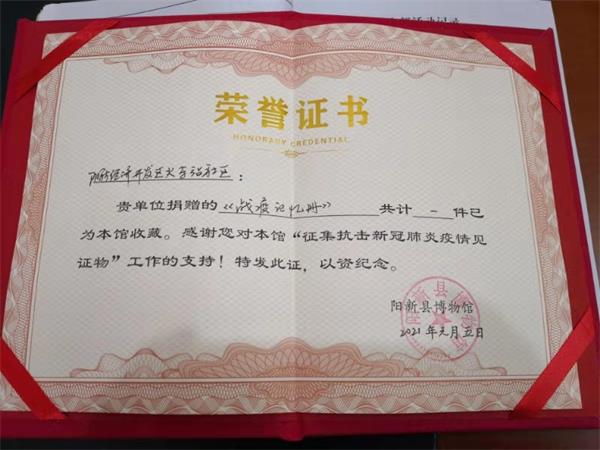 荣誉证书
HONORARY CREDENTIAL
阳新经济开发区大吉铺社区：
贵单位捐赠的《战疫记忆册》共计一件已
为本馆收藏。感谢您对本馆“征集抗击新冠肺炎疫情见
证物”工作的支持！特发此证，以资纪念。
阳新县博物馆
2021年元月五日